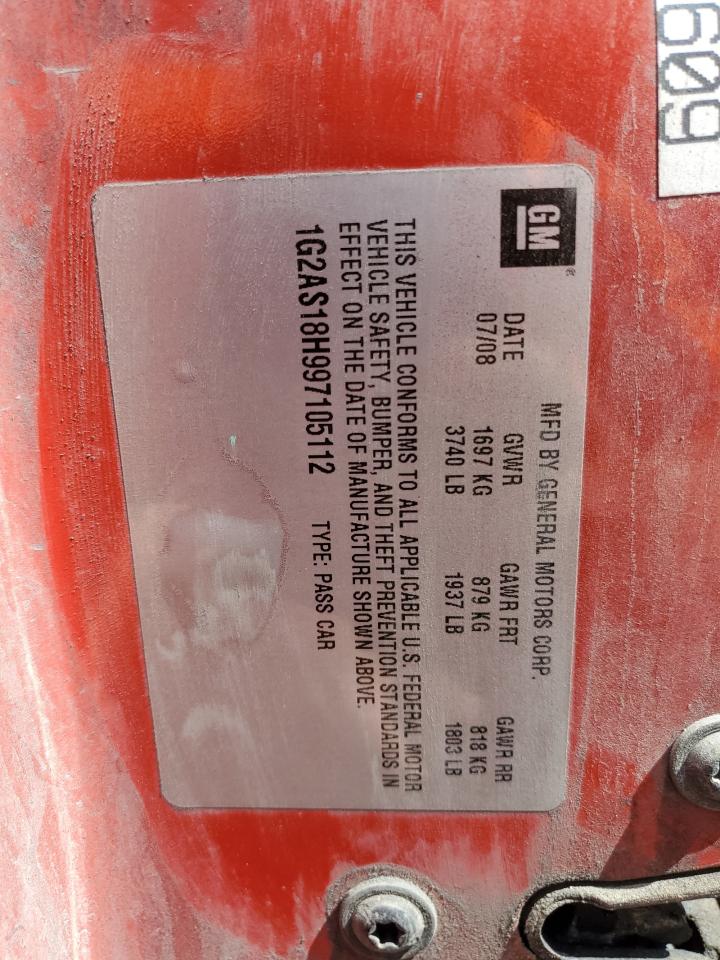 GM®
MFD BY GENERAL MOTORS CORP.
DATE GVWR GAWR FRT GAWR RR
07/08 1697 KG 879 KG 818 KG
3740 LB 1937 LB 1803 LB
THIS VEHICLE CONFORMS TO ALL APPLICABLE U.S. FEDERAL MOTOR
VEHICLE SAFETY, BUMPER, AND THEFT PREVENTION STANDARDS IN
EFFECT ON THE DATE OF MANUFACTURE SHOWN ABOVE.
1G2AS18H997105112 TYPE: PASS CAR
609